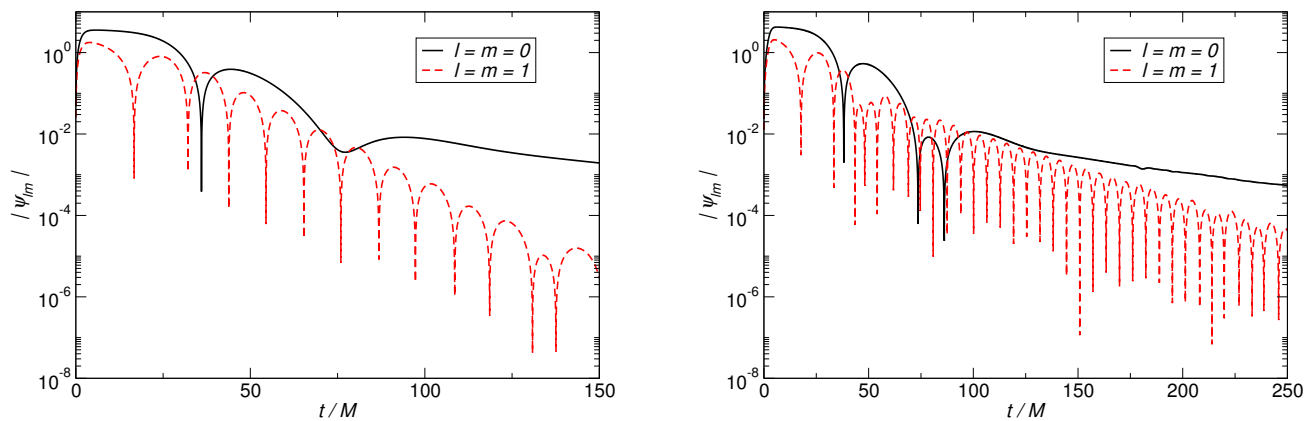 10^0
10^-2
10^-4
10^-6
10^-8
| ψ_lm |
l = m = 0
l = m = 1
0 50 100 150
t / M
10^0
10^-2
10^-4
10^-6
10^-8
| ψ_lm |
l = m = 0
l = m = 1
0 50 100 150 200 250
t / M